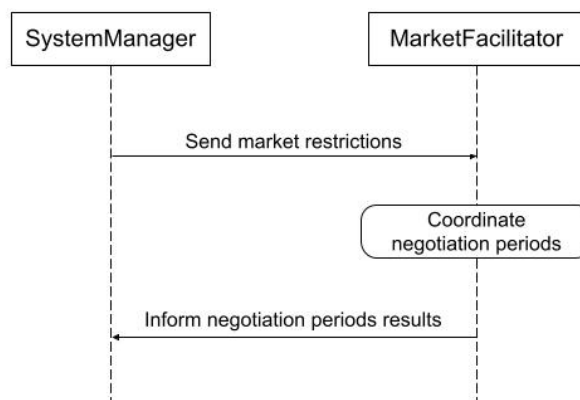 SystemManager
MarketFacilitator
Send market restrictions
Coordinate
negotiation periods
Inform negotiation periods results